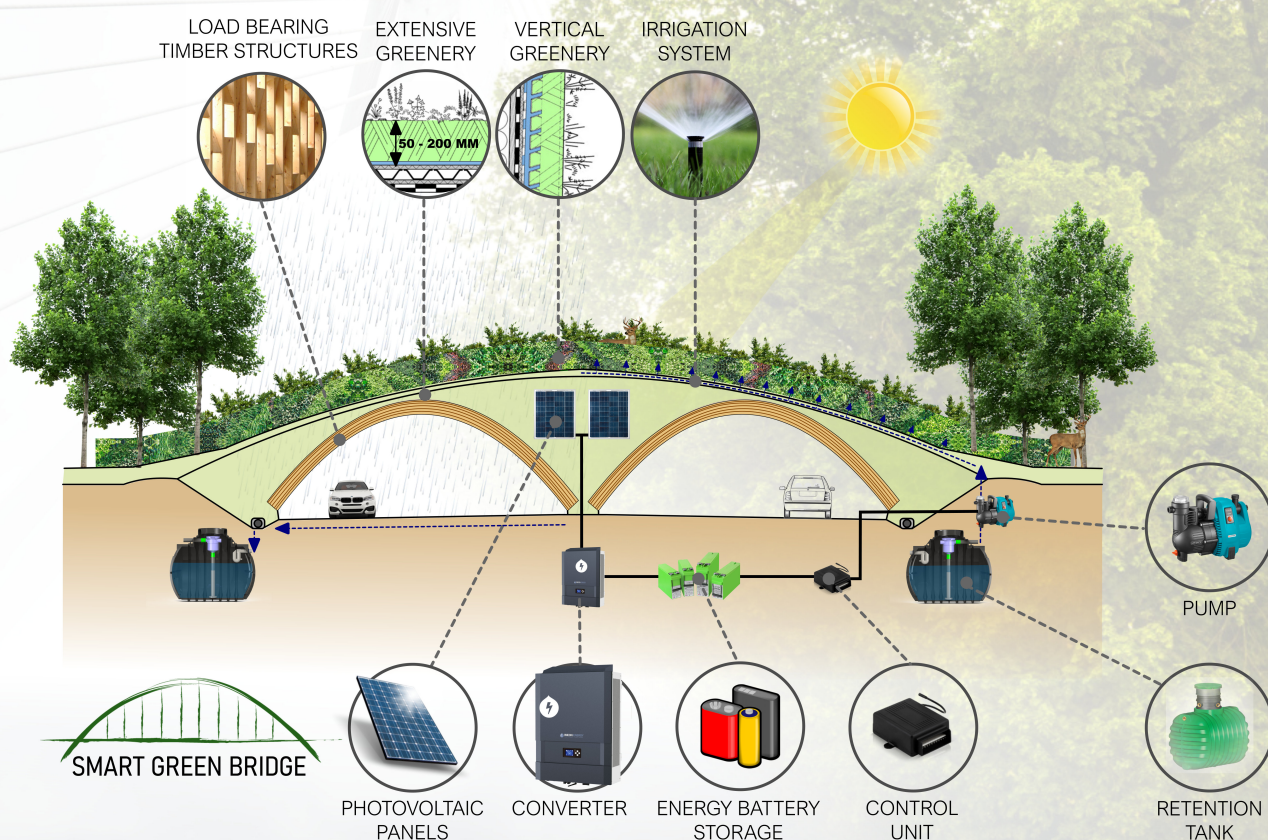 LOAD BEARING
TIMBER STRUCTURES
EXTENSIVE
GREENERY
VERTICAL
GREENERY
IRRIGATION
SYSTEM
50 - 200 MM
PUMP
SMART GREEN BRIDGE
PHOTOVOLTAIC
PANELS
CONVERTER
ENERGY BATTERY
STORAGE
CONTROL
UNIT
RETENTION
TANK